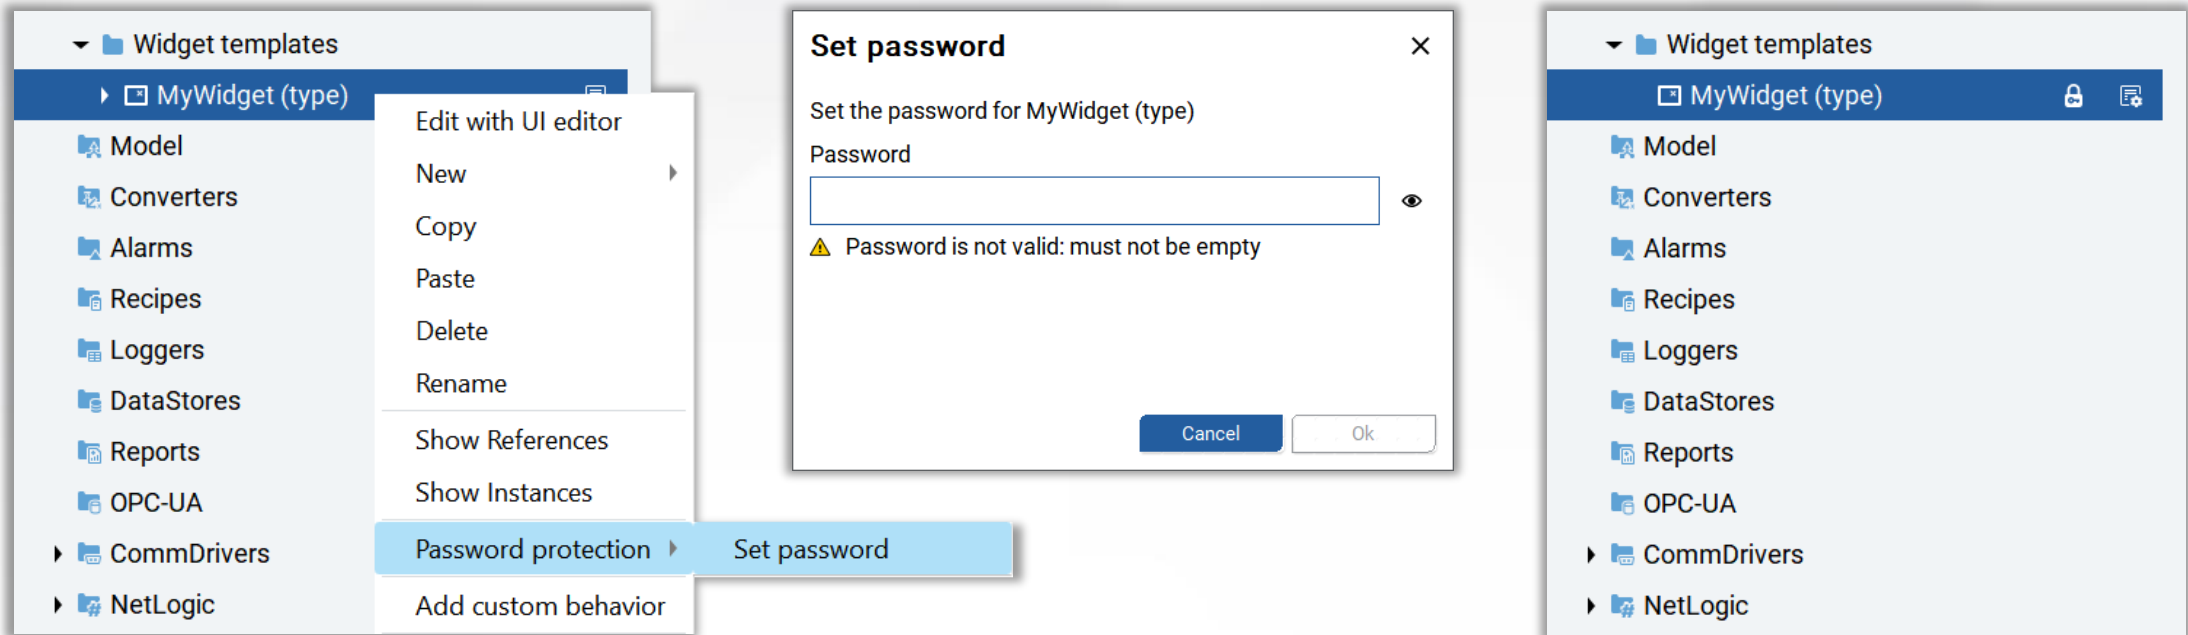 Widget templates
MyWidget (type)
Model
Converters
Alarms
Recipes
Loggers
DataStores
Reports
OPC-UA
CommDrivers
NetLogic
Edit with UI editor
New
Copy
Paste
Delete
Rename
Show References
Show Instances
Password protection
Set password
Add custom behavior
Set password
Set the password for MyWidget (type)
Password
Password is not valid: must not be empty
Cancel
Ok
Widget templates
MyWidget (type)
Model
Converters
Alarms
Recipes
Loggers
DataStores
Reports
OPC-UA
CommDrivers
NetLogic